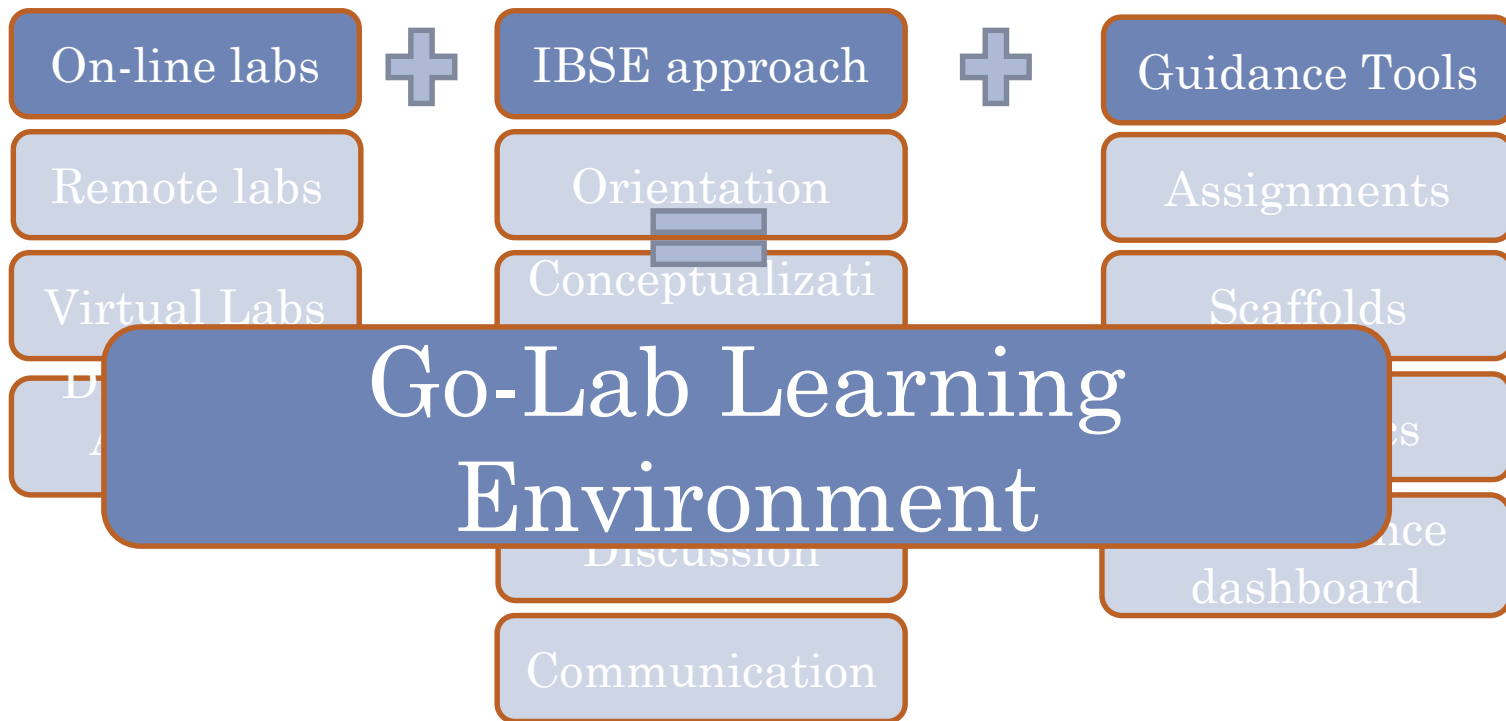 On-line labs
IBSE approach
Guidance Tools
Remote labs
Orientation
Assignments
Virtual Labs
Conceptualizati
Scaffolds
Go-Lab Learning
Environment
Discussion
dashboard
Communication